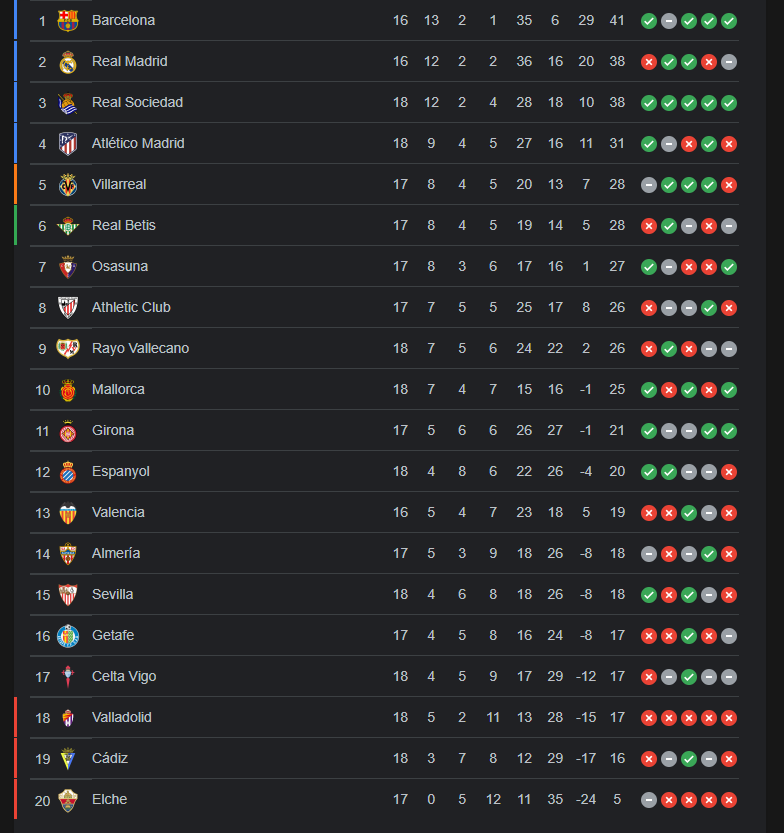 1 Barcelona 16 13 2 1 35 6 29 41
2 Real Madrid 16 12 2 2 36 16 20 38
3 Real Sociedad 18 12 2 4 28 18 10 38
4 Atlético Madrid 18 9 4 5 27 16 11 31
5 Villarreal 17 8 4 5 20 13 7 28
6 Real Betis 17 8 4 5 19 14 5 28
7 Osasuna 17 8 3 6 17 16 1 27
8 Athletic Club 17 7 5 5 25 17 8 26
9 Rayo Vallecano 18 7 5 6 24 22 2 26
10 Mallorca 18 7 4 7 15 16 -1 25
11 Girona 17 5 6 6 26 27 -1 21
12 Espanyol 18 4 8 6 22 26 -4 20
13 Valencia 16 5 4 7 23 18 5 19
14 Almería 17 5 3 9 18 26 -8 18
15 Sevilla 18 4 6 8 18 26 -8 18
16 Getafe 17 4 5 8 16 24 -8 17
17 Celta Vigo 18 4 5 9 17 29 -12 17
18 Valladolid 18 5 2 11 13 28 -15 17
19 Cádiz 18 3 7 8 12 29 -17 16
20 Elche 17 0 5 12 11 35 -24 5